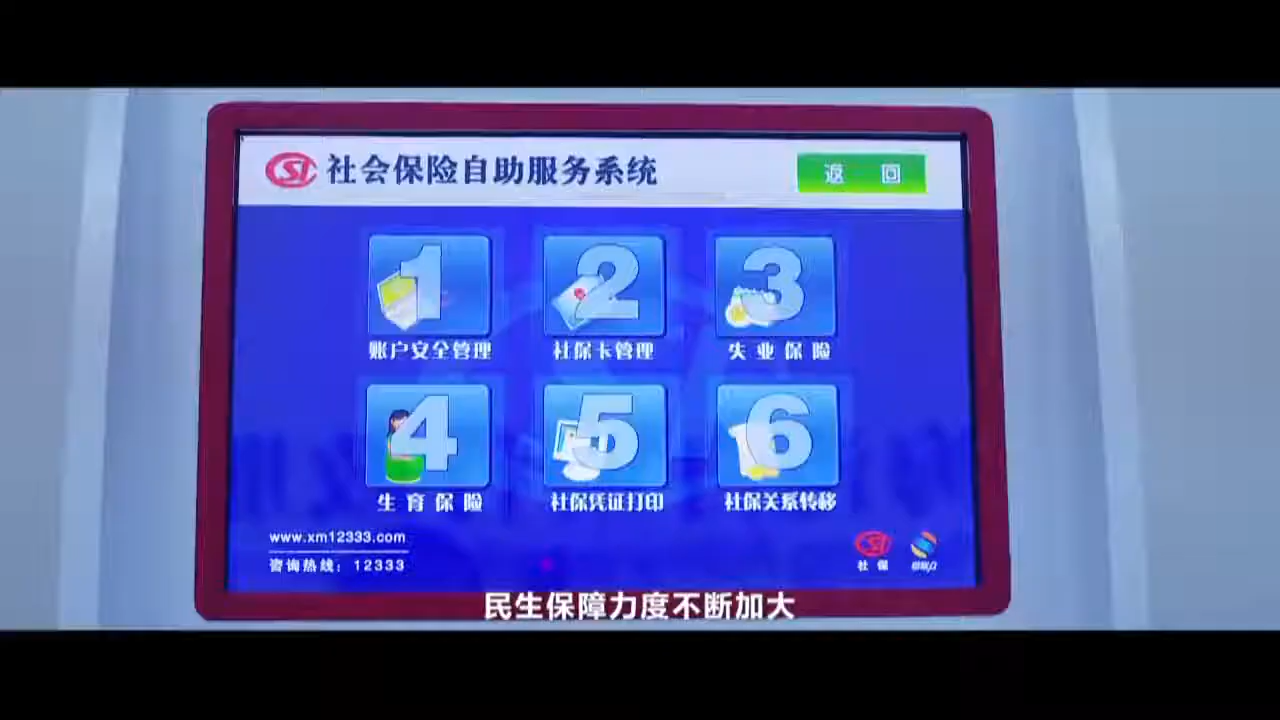 社会保险自助服务系统
返 回
1 2 3
账户安全管理 社保卡管理 失业保险
4 5 6
生育保险 社保凭证打印 社保关系转移
www.xm12333.com
咨询热线：12333
社保
民生保障力度不断加大